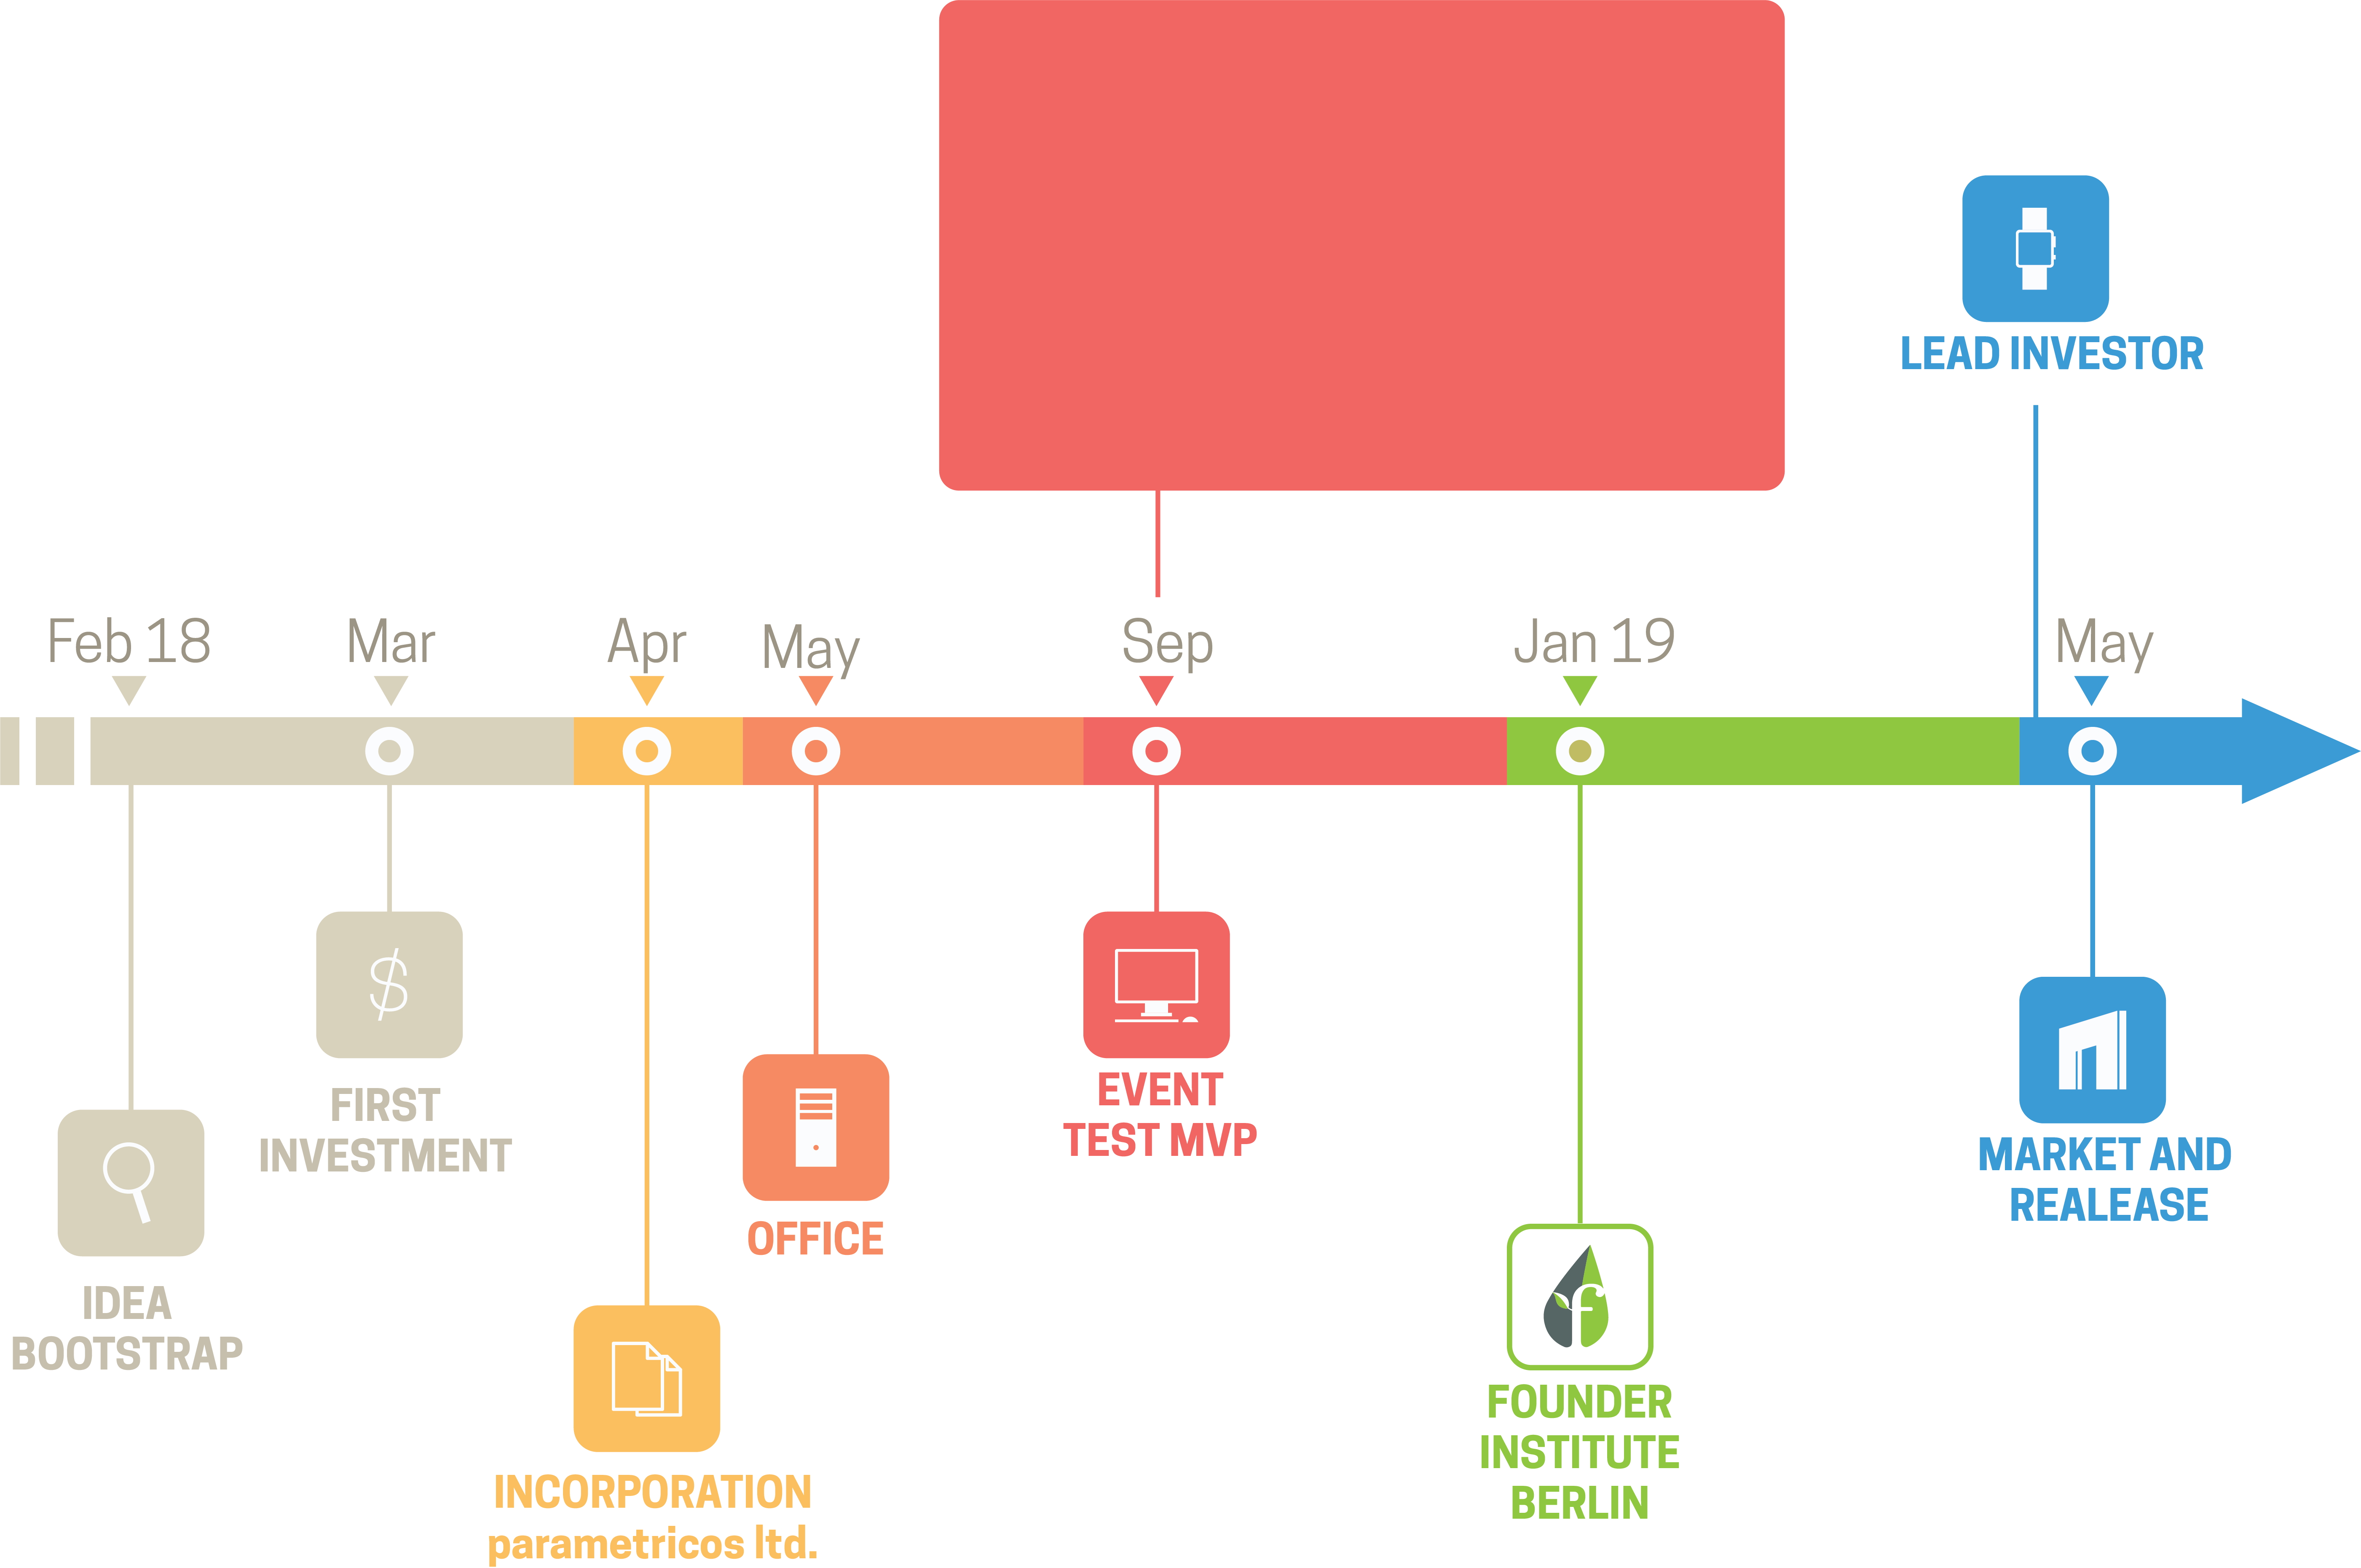 LEAD INVESTOR
Feb 18
Mar
Apr
May
Sep
Jan 19
May
$
FIRST
INVESTMENT
IDEA
BOOTSTRAP
INCORPORATION
parametricos ltd.
OFFICE
EVENT
TEST MVP
f
FOUNDER
INSTITUTE
BERLIN
MARKET AND
REALEASE